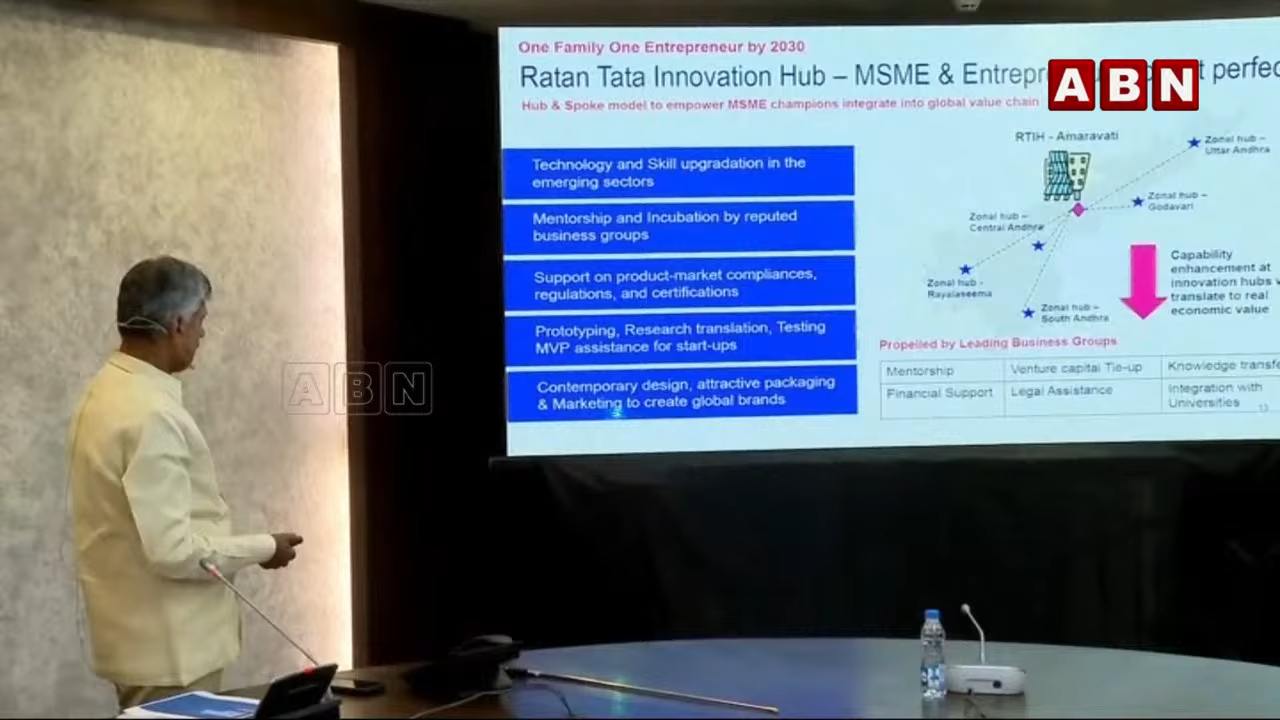 One Family One Entrepreneur by 2030
Ratan Tata Innovation Hub – MSME & Entrepr t perfec
ABN
Hub & Spoke model to empower MSME champions integrate into global value chain
RTIH - Amaravati
Zonal hub –
Uttar Andhra
Technology and Skill upgradation in the
emerging sectors
Zonal hub –
Godavari
Mentorship and Incubation by reputed
business groups
Zonal hub –
Central Andhra
Support on product-market compliances,
regulations, and certifications
Zonal hub -
Rayalaseema
Capability
enhancement at
innovation hubs
translate to real
economic value
Zonal hub –
South Andhra
Prototyping, Research translation, Testing
MVP assistance for start-ups
Propelled by Leading Business Groups
Mentorship Venture capital Tie-up Knowledge transfe
Financial Support Legal Assistance Integration with
Universities
Contemporary design, attractive packaging
& Marketing to create global brands
13
ABN